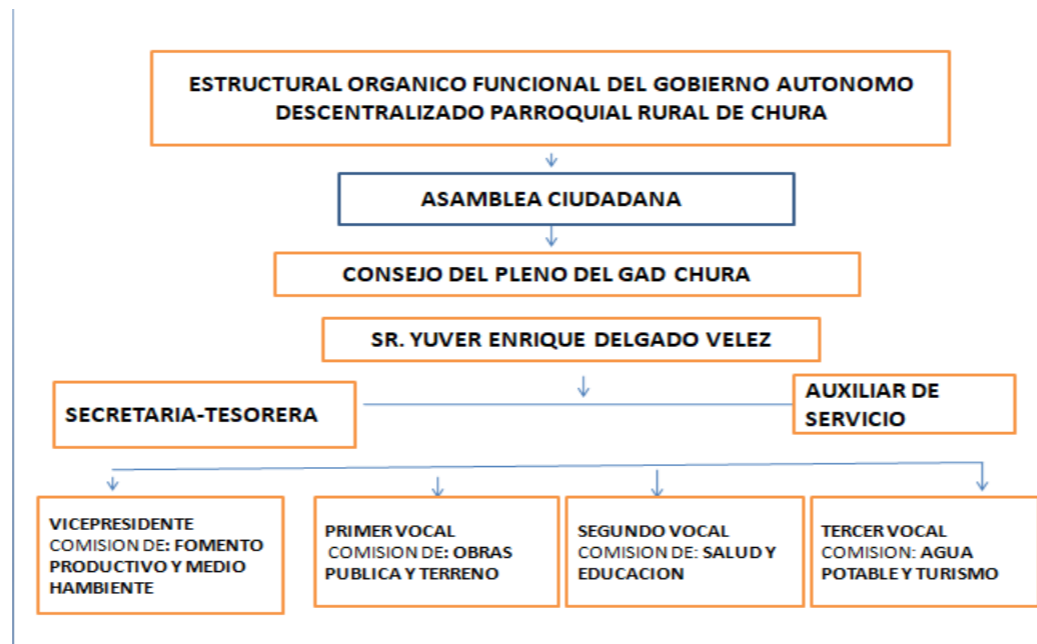 ESTRUCTURAL ORGANICO FUNCIONAL DEL GOBIERNO AUTONOMO
DESCENTRALIZADO PARROQUIAL RURAL DE CHURA
ASAMBLEA CIUDADANA
CONSEJO DEL PLENO DEL GAD CHURA
SR. YUVER ENRIQUE DELGADO VELEZ
SECRETARIA-TESORERA
AUXILIAR DE
SERVICIO
VICEPRESIDENTE
COMISION DE: FOMENTO
PRODUCTIVO Y MEDIO
HAMBIENTE
PRIMER VOCAL
COMISION DE: OBRAS
PUBLICA Y TERRENO
SEGUNDO VOCAL
COMISION DE: SALUD Y
EDUCACION
TERCER VOCAL
COMISION: AGUA
POTABLE Y TURISMO